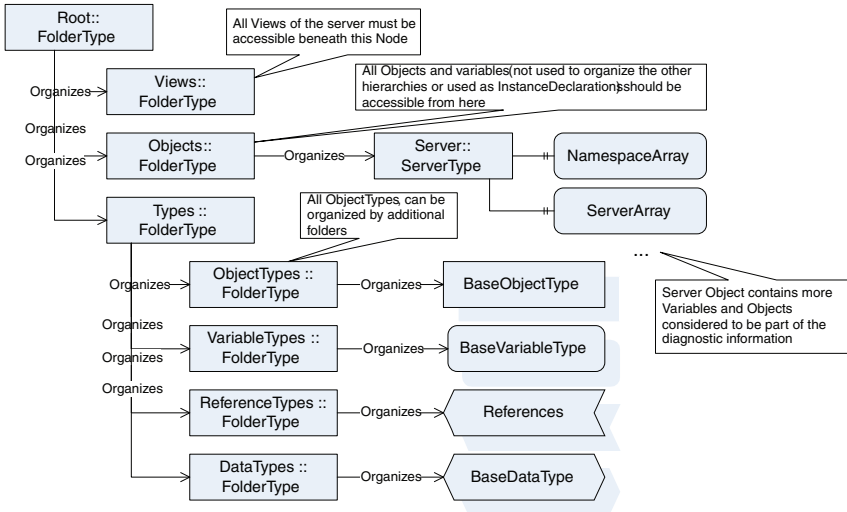 Root::
FolderType
All Views of the server must be
accessible beneath this Node
Organizes
Views::
FolderType
All Objects and variables(not used to organize the other
hierarchies or used as InstanceDeclaration)sshould be
accessible from here
Organizes
Organizes
Objects::
FolderType
Organizes
Server::
ServerType
NamespaceArray
ServerArray
Types ::
FolderType
All ObjectTypes, can be
organized by additional
folders
...
Server Object contains more
Variables and Objects
considered to be part of the
diagnostic information
Organizes
ObjectTypes ::
FolderType
Organizes
BaseObjectType
Organizes
VariableTypes ::
FolderType
Organizes
BaseVariableType
Organizes
Organizes
ReferenceTypes ::
FolderType
Organizes
References
DataTypes ::
FolderType
Organizes
BaseDataType